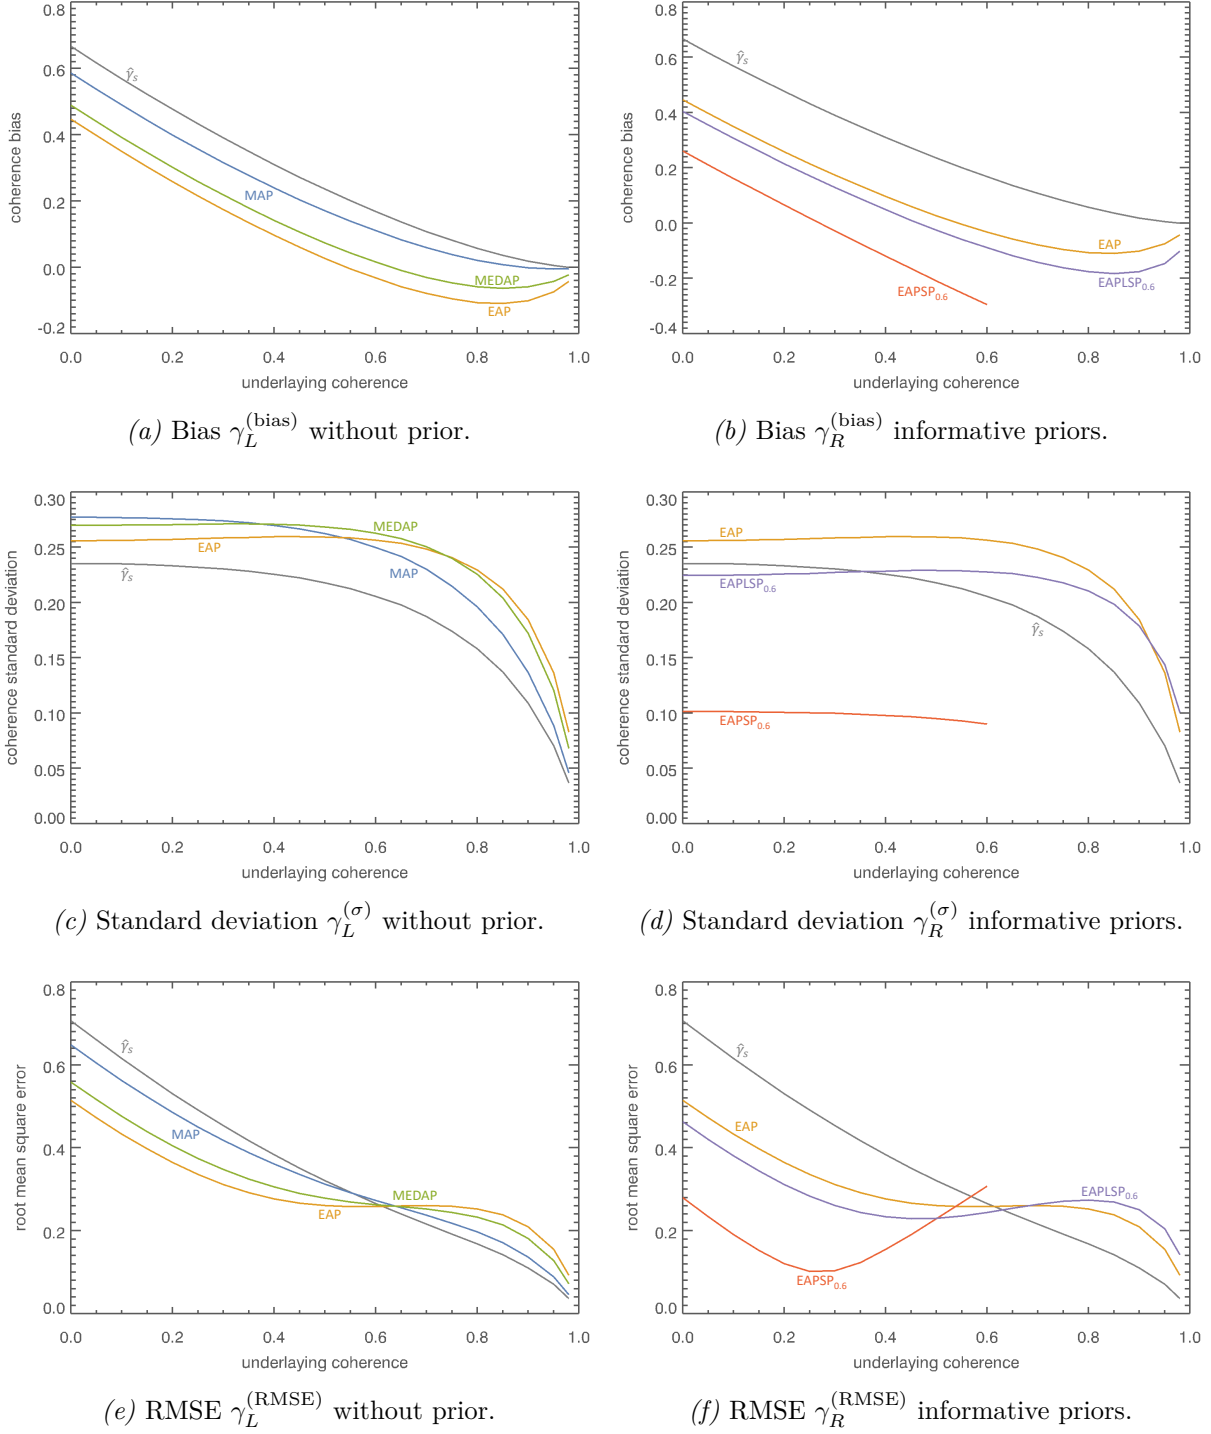 0.8
0.6
0.4
0.2
0.0
-0.2
coherence bias
γ̂s
MAP
MEDAP
EAP
0.0 0.2 0.4 0.6 0.8 1.0
underlaying coherence
(a) Bias γ_L^(bias) without prior.
0.8
0.6
0.4
0.2
0.0
-0.2
-0.4
coherence bias
γ̂s
EAP
EAPLSP0.6
EAPSP0.6
0.0 0.2 0.4 0.6 0.8 1.0
underlaying coherence
(b) Bias γ_R^(bias) informative priors.
0.30
0.25
0.20
0.15
0.10
0.05
0.00
coherence standard deviation
MEDAP
EAP
MAP
γ̂s
0.0 0.2 0.4 0.6 0.8 1.0
underlaying coherence
(c) Standard deviation γ_L^(σ) without prior.
0.30
0.25
0.20
0.15
0.10
0.05
0.00
coherence standard deviation
EAP
EAPLSP0.6
γ̂s
EAPSP0.6
0.0 0.2 0.4 0.6 0.8 1.0
underlaying coherence
(d) Standard deviation γ_R^(σ) informative priors.
0.8
0.6
0.4
0.2
0.0
root mean square error
γ̂s
MAP
MEDAP
EAP
0.0 0.2 0.4 0.6 0.8 1.0
underlaying coherence
(e) RMSE γ_L^(RMSE) without prior.
0.8
0.6
0.4
0.2
0.0
root mean square error
γ̂s
EAP
EAPLSP0.6
EAPSP0.6
0.0 0.2 0.4 0.6 0.8 1.0
underlaying coherence
(f) RMSE γ_R^(RMSE) informative priors.